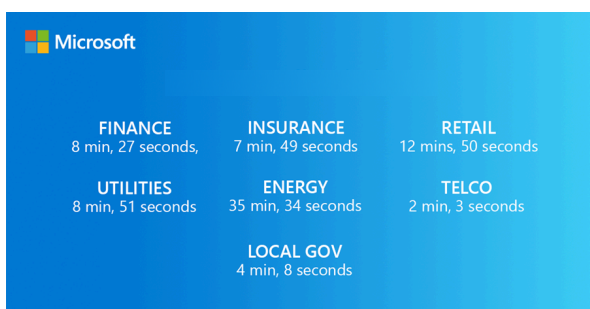 Microsoft
FINANCE
8 min, 27 seconds,
INSURANCE
7 min, 49 seconds
RETAIL
12 mins, 50 seconds
UTILITIES
8 min, 51 seconds
ENERGY
35 min, 34 seconds
TELCO
2 min, 3 seconds
LOCAL GOV
4 min, 8 seconds